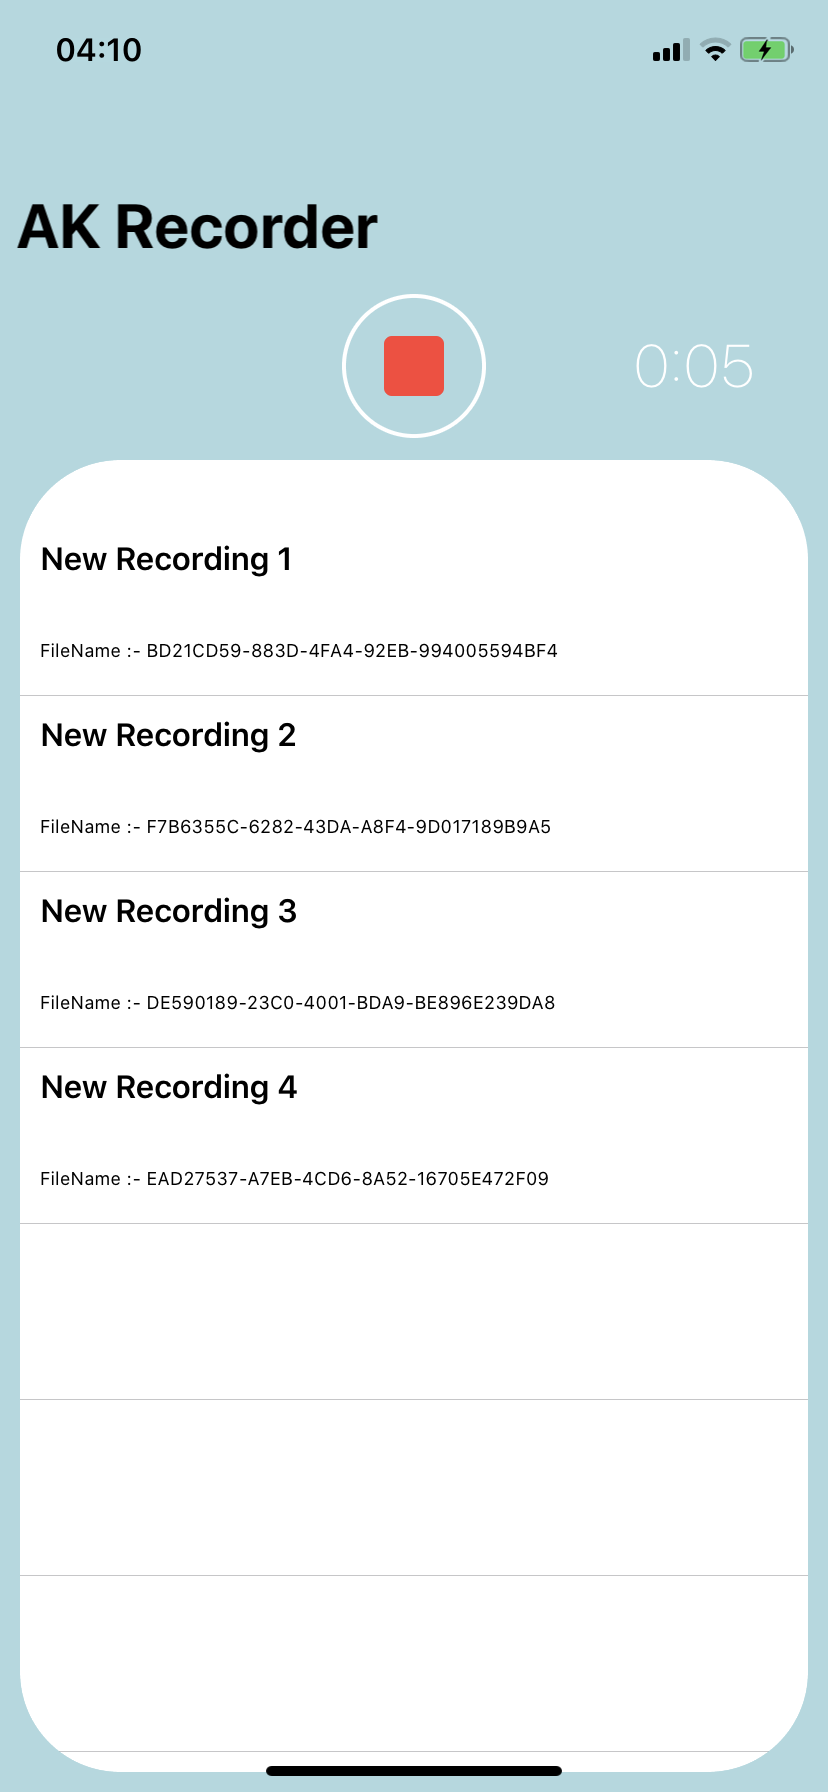 04:10
AK Recorder
0:05
New Recording 1
FileName :- BD21CD59-883D-4FA4-92EB-994005594BF4
New Recording 2
FileName :- F7B6355C-6282-43DA-A8F4-9D017189B9A5
New Recording 3
FileName :- DE590189-23C0-4001-BDA9-BE896E239DA8
New Recording 4
FileName :- EAD27537-A7EB-4CD6-8A52-16705E472F09